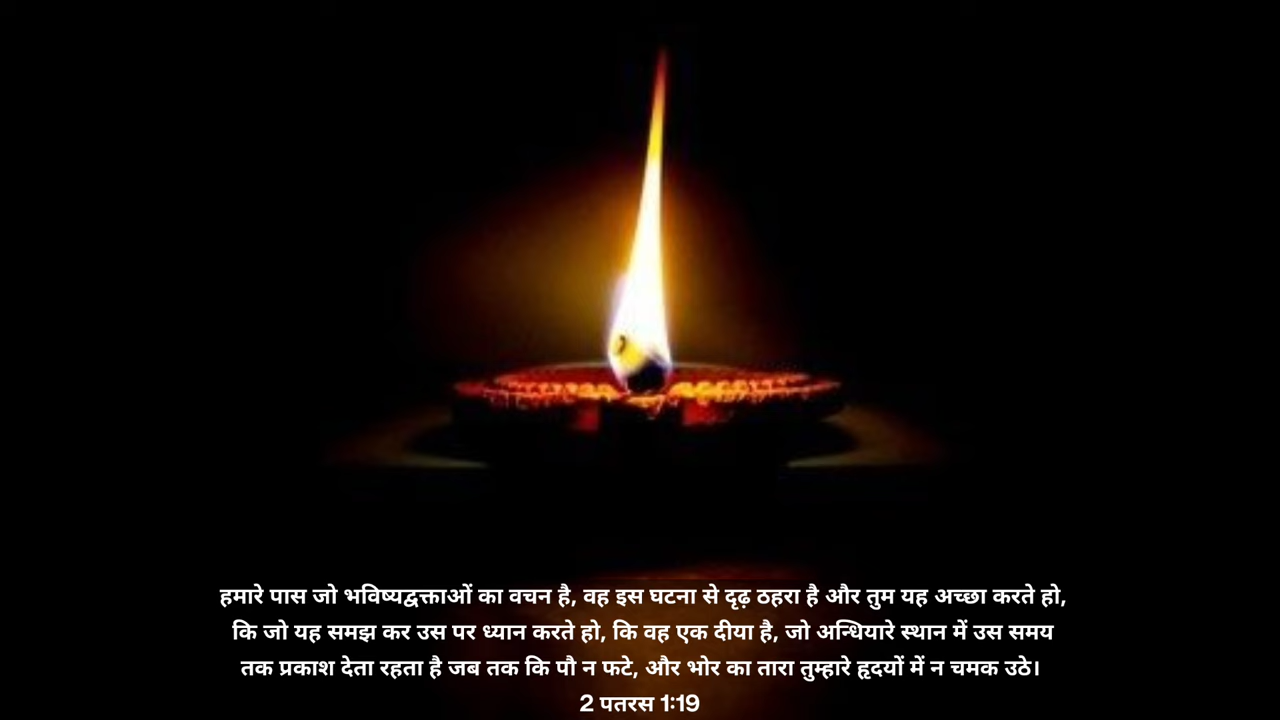 हमारे पास जो भविष्यद्वक्ताओं का वचन है, वह इस घटना से दृढ़ ठहरा है और तुम यह अच्छा करते हो,
कि जो यह समझ कर उस पर ध्यान करते हो, कि वह एक दीया है, जो अन्धियारे स्थान में उस समय
तक प्रकाश देता रहता है जब तक कि पौ न फटे, और भोर का तारा तुम्हारे हृदयों में न चमक उठे।
2 पतरस 1:19